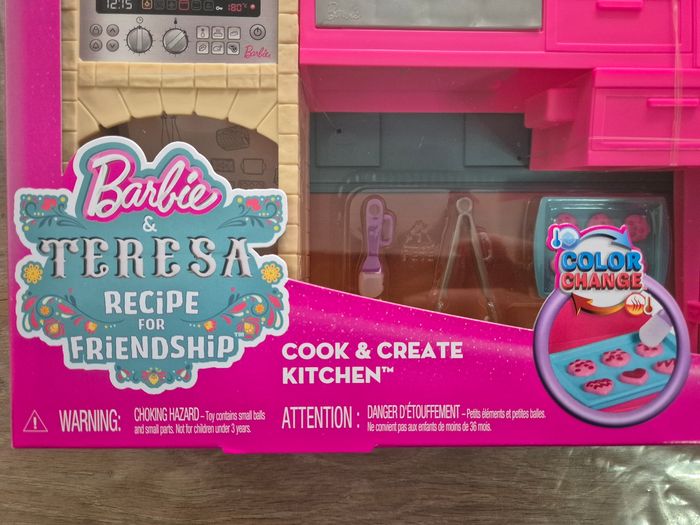 12:15
180°C
Barbie
Barbie
Barbie
&
TERESA
RECiPE
FOR
FRiENDSHiP™
COOK & CREATE
KITCHEN™
COLOR
CHANGE
WARNING: CHOKING HAZARD – Toy contains small balls
and small parts. Not for children under 3 years.
ATTENTION : DANGER D'ÉTOUFFEMENT – Petits éléments et petites balles.
Ne convient pas aux enfants de moins de 36 mois.